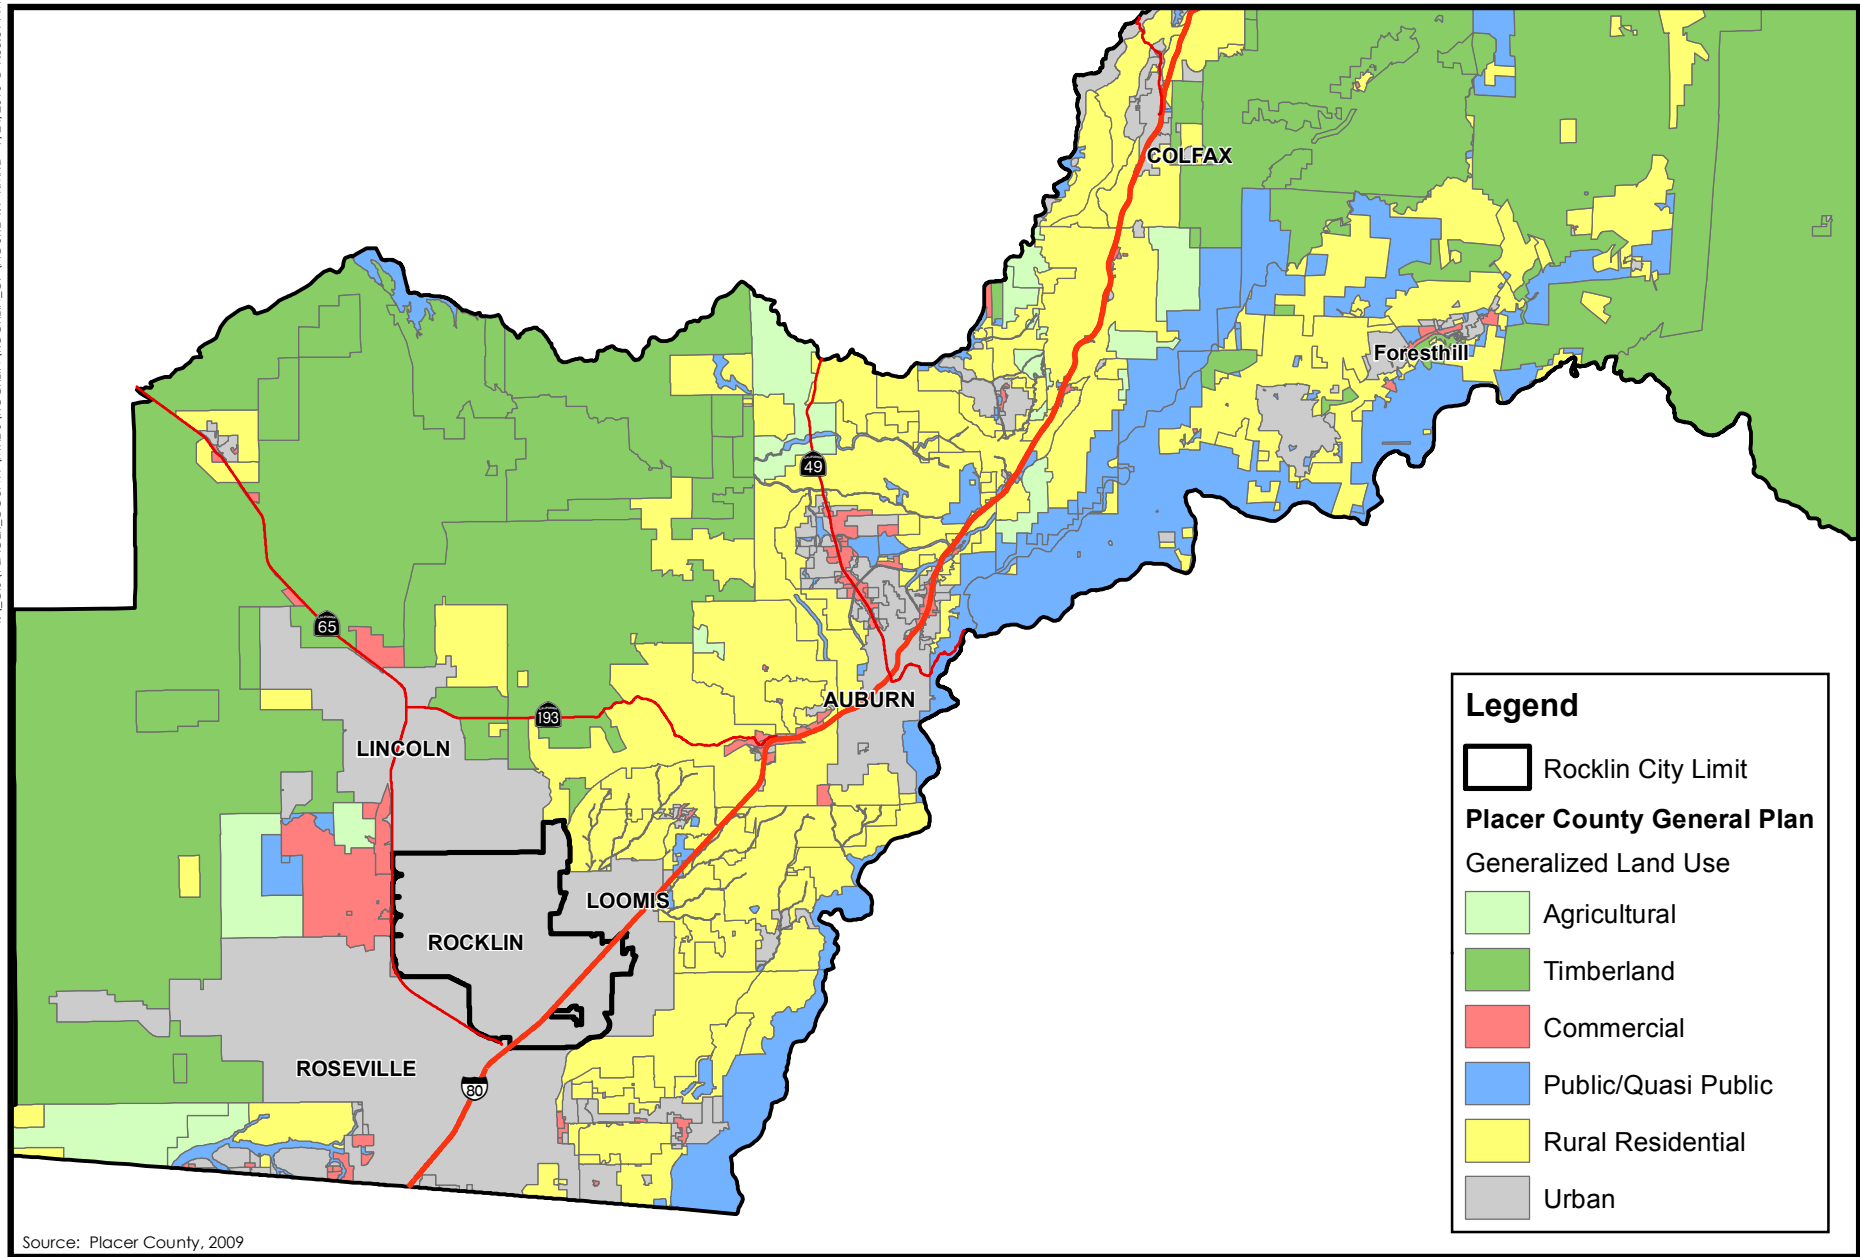 COLFAX
Foresthill
49
65
AUBURN
193
LINCOLN
LOOMIS
ROCKLIN
ROSEVILLE
80
Legend
Rocklin City Limit
Placer County General Plan
Generalized Land Use
Agricultural
Timberland
Commercial
Public/Quasi Public
Rural Residential
Urban
Source: Placer County, 2009